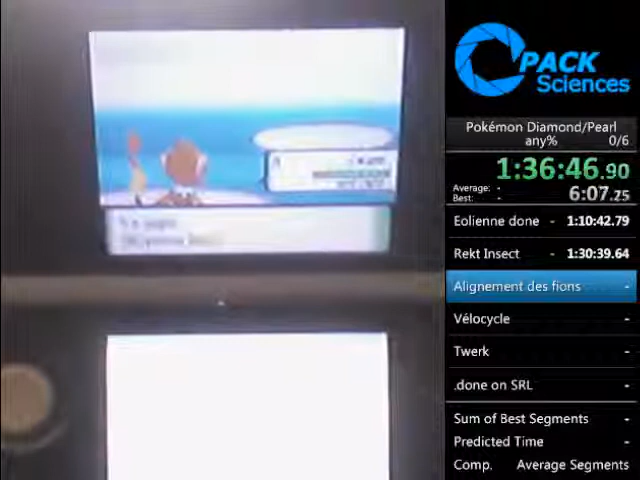 CPACK
Sciences
Pokémon Diamond/Pearl
any% 0/6
1:36:46.90
Average: -
Best: -
6:07.25
Eolienne done - 1:10:42.79
Rekt Insect - 1:30:39.64
Alignement des fions -
Vélocycle -
Twerk -
.done on SRL -
Sum of Best Segments -
Predicted Time -
Comp. Average Segments